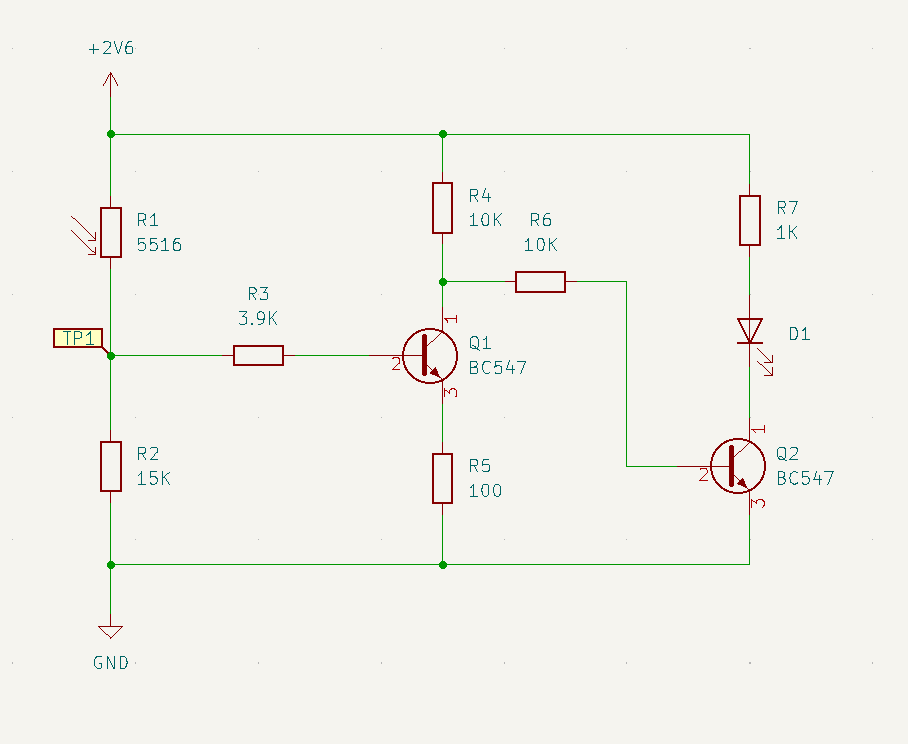 +2V6
R1
5516
TP1
R2
15K
GND
R3
3.9K
R4
10K
R6
10K
1
2
3
Q1
BC547
R5
100
R7
1K
D1
1
2
3
Q2
BC547